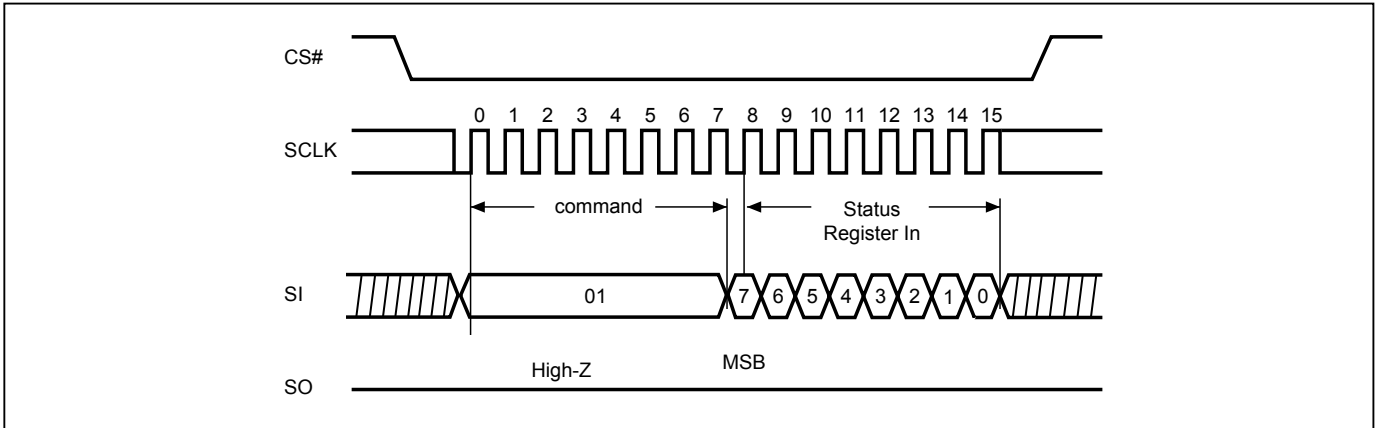 CS#
0 1 2 3 4 5 6 7 8 9 10 11 12 13 14 15
SCLK
command
Status
Register In
SI
01
7 6 5 4 3 2 1 0
High-Z
MSB
SO